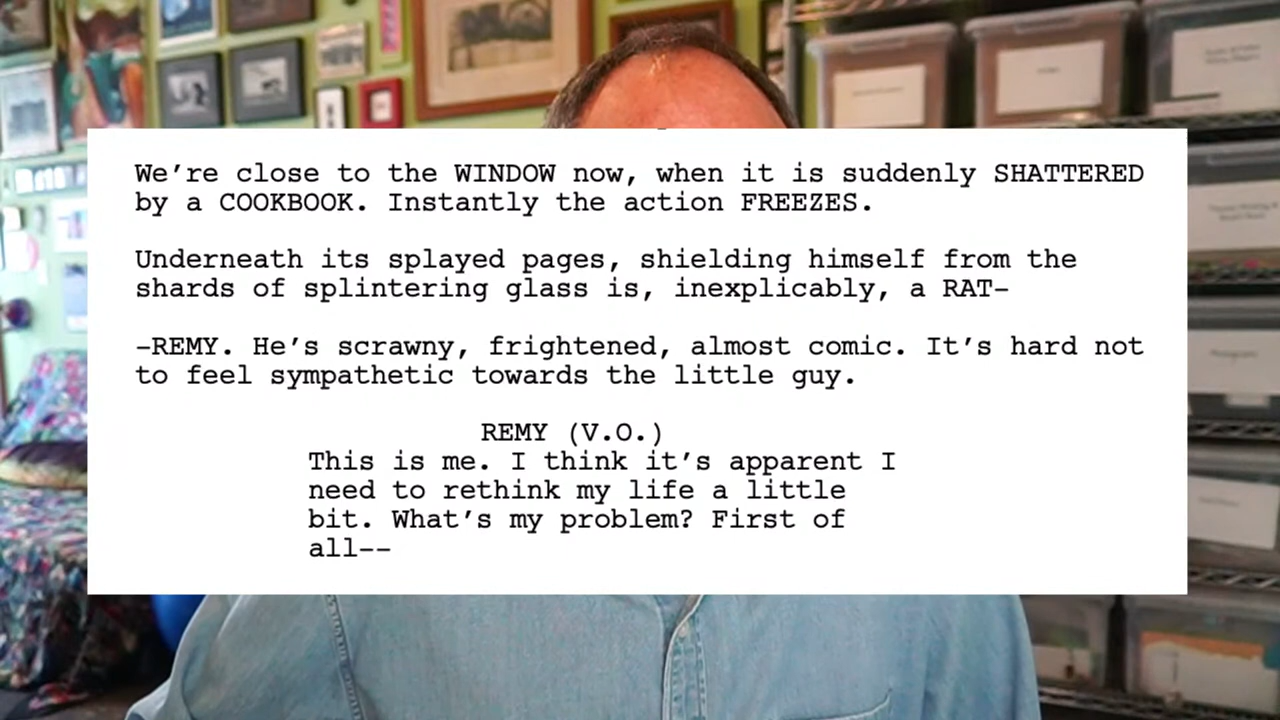 We’re close to the WINDOW now, when it is suddenly SHATTERED
by a COOKBOOK. Instantly the action FREEZES.
Underneath its splayed pages, shielding himself from the
shards of splintering glass is, inexplicably, a RAT-
-REMY. He’s scrawny, frightened, almost comic. It’s hard not
to feel sympathetic towards the little guy.
REMY (V.O.)
This is me. I think it’s apparent I
need to rethink my life a little
bit. What’s my problem? First of
all--